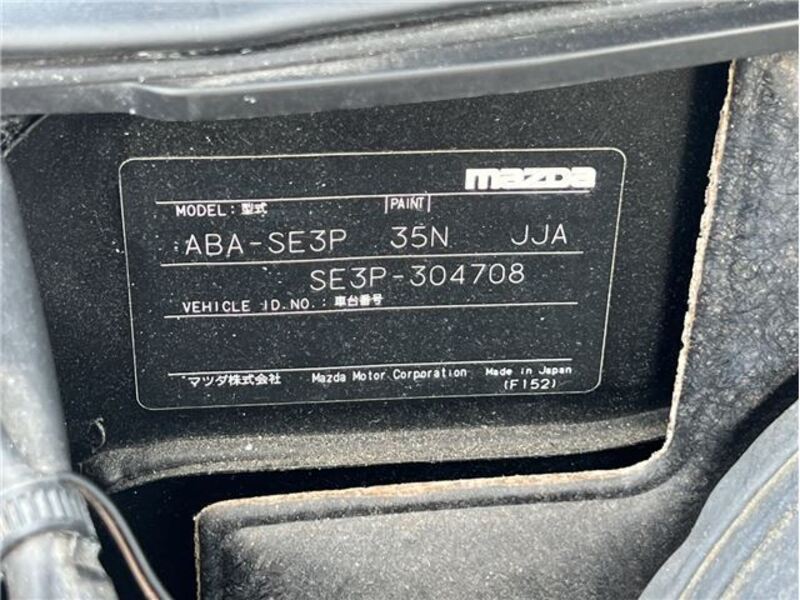 mazda
MODEL: 型式 PAINT
ABA-SE3P 35N JJA
SE3P-304708
VEHICLE ID.NO.: 車台番号
マツダ株式会社 Mazda Motor Corporation Made in Japan
(F152)